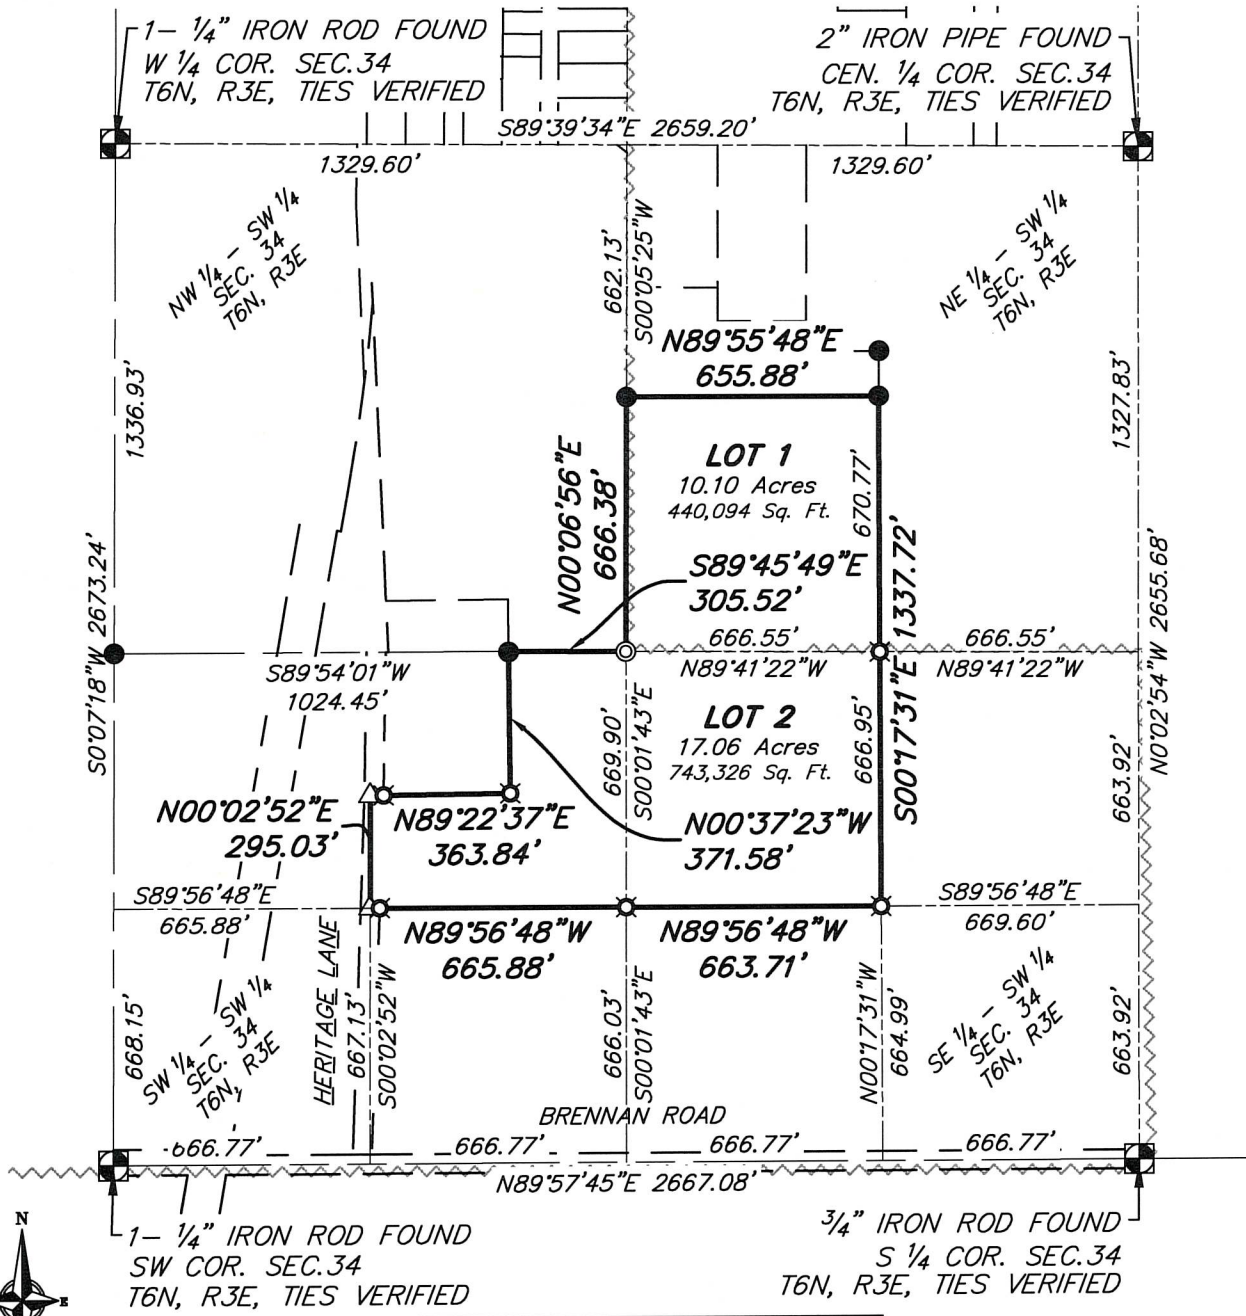 1- ¼" IRON ROD FOUND
W ¼ COR. SEC.34
T6N, R3E, TIES VERIFIED
2" IRON PIPE FOUND
CEN. ¼ COR. SEC.34
T6N, R3E, TIES VERIFIED
S89°39'34"E 2659.20'
1329.60'
1329.60'
NW ¼ - SW ¼
SEC. 34
T6N, R3E
662.13'
S00°05'25"W
NE ¼ - SW ¼
SEC. 34
T6N, R3E
N89°55'48"E
655.88'
1336.93'
1327.83'
N00°06'56"E
666.38'
LOT 1
10.10 Acres
440,094 Sq. Ft.
670.77'
S89°45'49"E
305.52'
S00°17'31"E 1337.72'
S0°07'18"W 2673.24'
N0°02'54"W 2655.68'
666.55'
N89°41'22"W
666.55'
N89°41'22"W
S89°54'01"W
1024.45'
669.90'
S00°01'43"E
LOT 2
17.06 Acres
743,326 Sq. Ft.
666.95'
663.92'
N00°02'52"E
295.03'
N89°22'37"E
363.84'
N00°37'23"W
371.58'
S89°56'48"E
665.88'
N89°56'48"W
665.88'
N89°56'48"W
663.71'
S89°56'48"E
669.60'
668.15'
SW ¼ - SW ¼
SEC. 34
T6N, R3E
HERITAGE LANE
667.13'
S00°02'52"W
666.03'
S00°01'43"E
N00°17'31"W
664.99'
SE ¼ - SW ¼
SEC. 34
T6N, R3E
663.92'
BRENNAN ROAD
666.77'
666.77'
666.77'
666.77'
N89°57'45"E 2667.08'
1- ¼" IRON ROD FOUND
SW COR. SEC.34
T6N, R3E, TIES VERIFIED
¾" IRON ROD FOUND
S ¼ COR. SEC.34
T6N, R3E, TIES VERIFIED
N
E